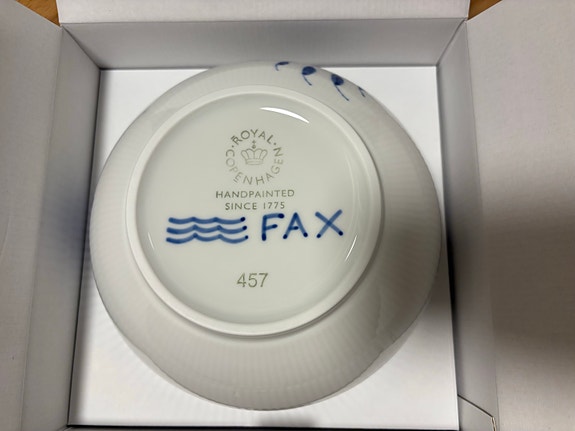 ROYAL
COPENHAGEN
HANDPAINTED
SINCE 1775
FAX
457